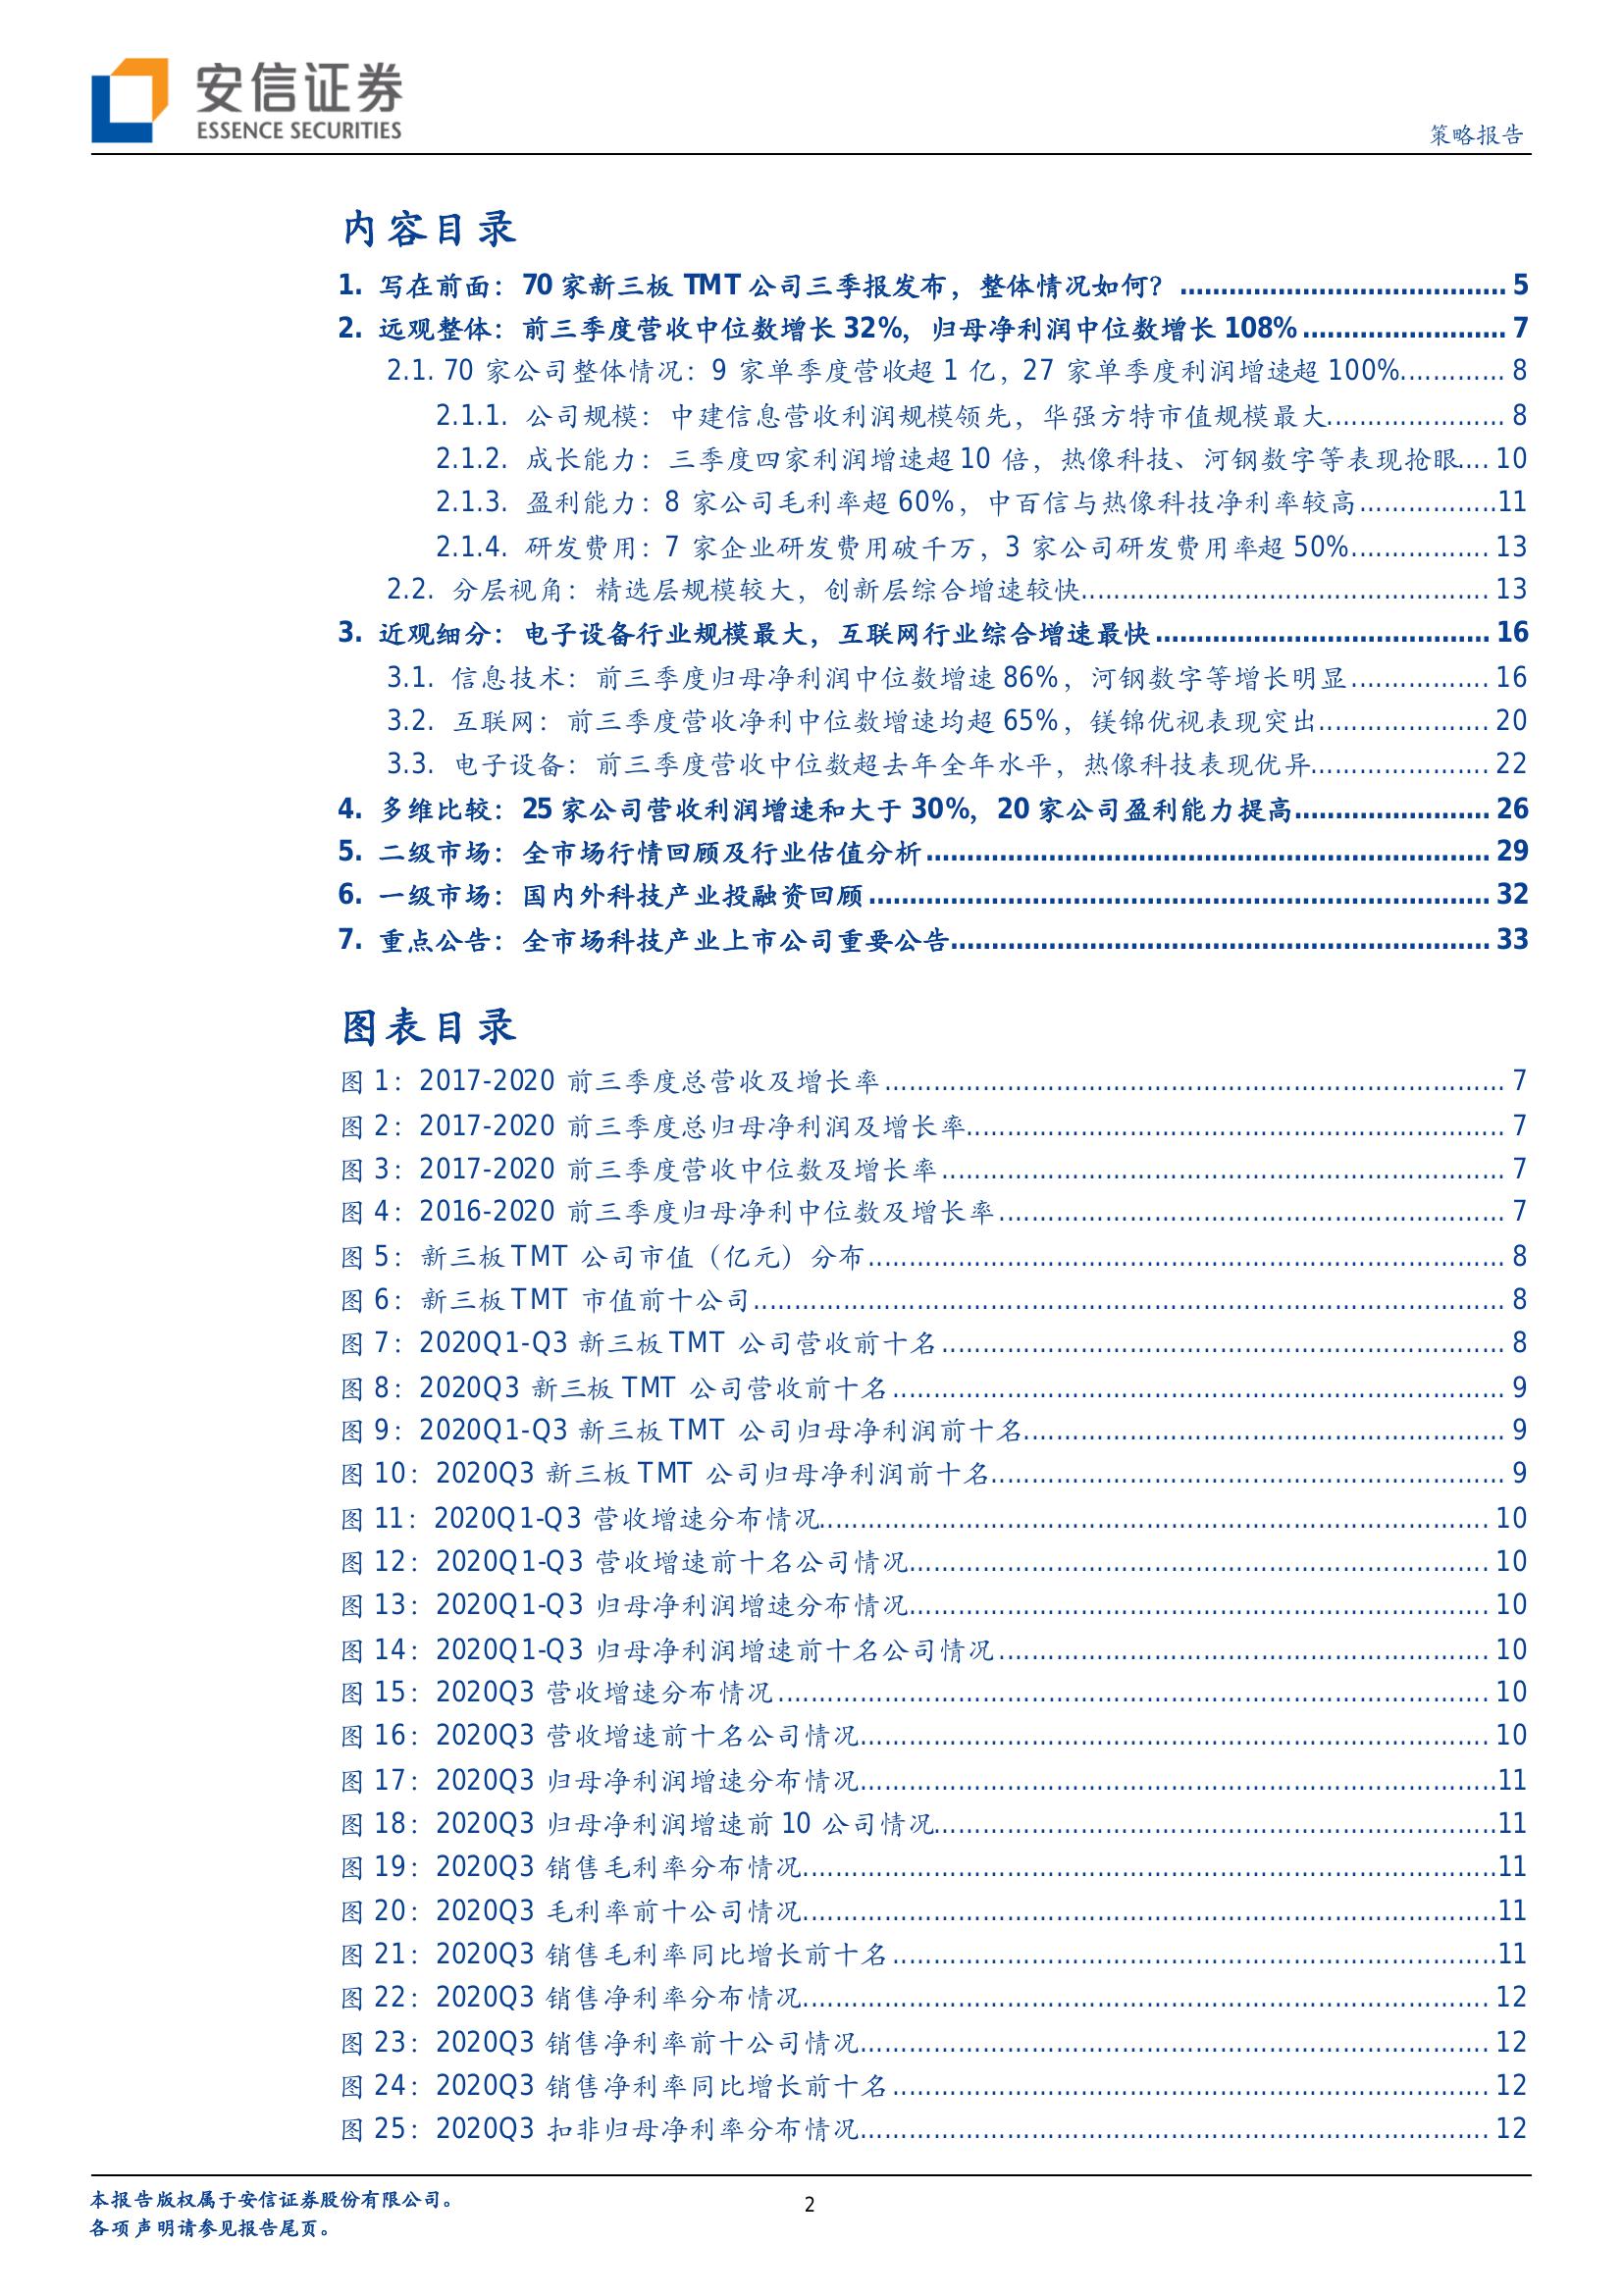 安信证券
ESSENCE SECURITIES
策略报告
内容目录
1. 写在前面：70 家新三板 TMT 公司三季报发布，整体情况如何？ ........................................ 5
2. 远观整体：前三季度营收中位数增长 32%，归母净利润中位数增长 108% ......................... 7
2.1. 70 家公司整体情况：9 家单季度营收超 1 亿，27 家单季度利润增速超 100%............. 8
2.1.1. 公司规模：中建信息营收利润规模领先，华强方特市值规模最大...................... 8
2.1.2. 成长能力：三季度四家利润增速超 10 倍，热像科技、河钢数字等表现抢眼.... 10
2.1.3. 盈利能力：8 家公司毛利率超 60%，中百信与热像科技净利率较高.................11
2.1.4. 研发费用：7 家企业研发费用破千万，3 家公司研发费用率超 50%................. 13
2.2. 分层视角：精选层规模较大，创新层综合增速较快.................................................. 13
3. 近观细分：电子设备行业规模最大，互联网行业综合增速最快......................................... 16
3.1. 信息技术：前三季度归母净利润中位数增速 86%，河钢数字等增长明显................. 16
3.2. 互联网：前三季度营收净利中位数增速均超 65%，镁锦优视表现突出..................... 20
3.3. 电子设备：前三季度营收中位数超去年全年水平，热像科技表现优异...................... 22
4. 多维比较：25 家公司营收利润增速和大于 30%，20 家公司盈利能力提高........................ 26
5. 二级市场：全市场行情回顾及行业估值分析..................................................................... 29
6. 一级市场：国内外科技产业投融资回顾............................................................................ 32
7. 重点公告：全市场科技产业上市公司重要公告.................................................................. 33
图表目录
图 1：2017-2020 前三季度总营收及增长率............................................................................ 7
图 2：2017-2020 前三季度总归母净利润及增长率.................................................................. 7
图 3：2017-2020 前三季度营收中位数及增长率..................................................................... 7
图 4：2016-2020 前三季度归母净利中位数及增长率.............................................................. 7
图 5：新三板 TMT 公司市值（亿元）分布.............................................................................. 8
图 6：新三板 TMT 市值前十公司............................................................................................ 8
图 7：2020Q1-Q3 新三板 TMT 公司营收前十名..................................................................... 8
图 8：2020Q3 新三板 TMT 公司营收前十名........................................................................... 9
图 9：2020Q1-Q3 新三板 TMT 公司归母净利润前十名........................................................... 9
图 10：2020Q3 新三板 TMT 公司归母净利润前十名............................................................... 9
图 11：2020Q1-Q3 营收增速分布情况.................................................................................. 10
图 12：2020Q1-Q3 营收增速前十名公司情况....................................................................... 10
图 13：2020Q1-Q3 归母净利润增速分布情况....................................................................... 10
图 14：2020Q1-Q3 归母净利润增速前十名公司情况............................................................ 10
图 15：2020Q3 营收增速分布情况....................................................................................... 10
图 16：2020Q3 营收增速前十名公司情况............................................................................. 10
图 17：2020Q3 归母净利润增速分布情况..............................................................................11
图 18：2020Q3 归母净利润增速前 10 公司情况.....................................................................11
图 19：2020Q3 销售毛利率分布情况.....................................................................................11
图 20：2020Q3 毛利率前十公司情况.....................................................................................11
图 21：2020Q3 销售毛利率同比增长前十名..........................................................................11
图 22：2020Q3 销售净利率分布情况.................................................................................... 12
图 23：2020Q3 销售净利率前十公司情况............................................................................. 12
图 24：2020Q3 销售净利率同比增长前十名......................................................................... 12
图 25：2020Q3 扣非归母净利率分布情况............................................................................. 12
本报告版权属于安信证券股份有限公司。
2
各项声明请参见报告尾页。